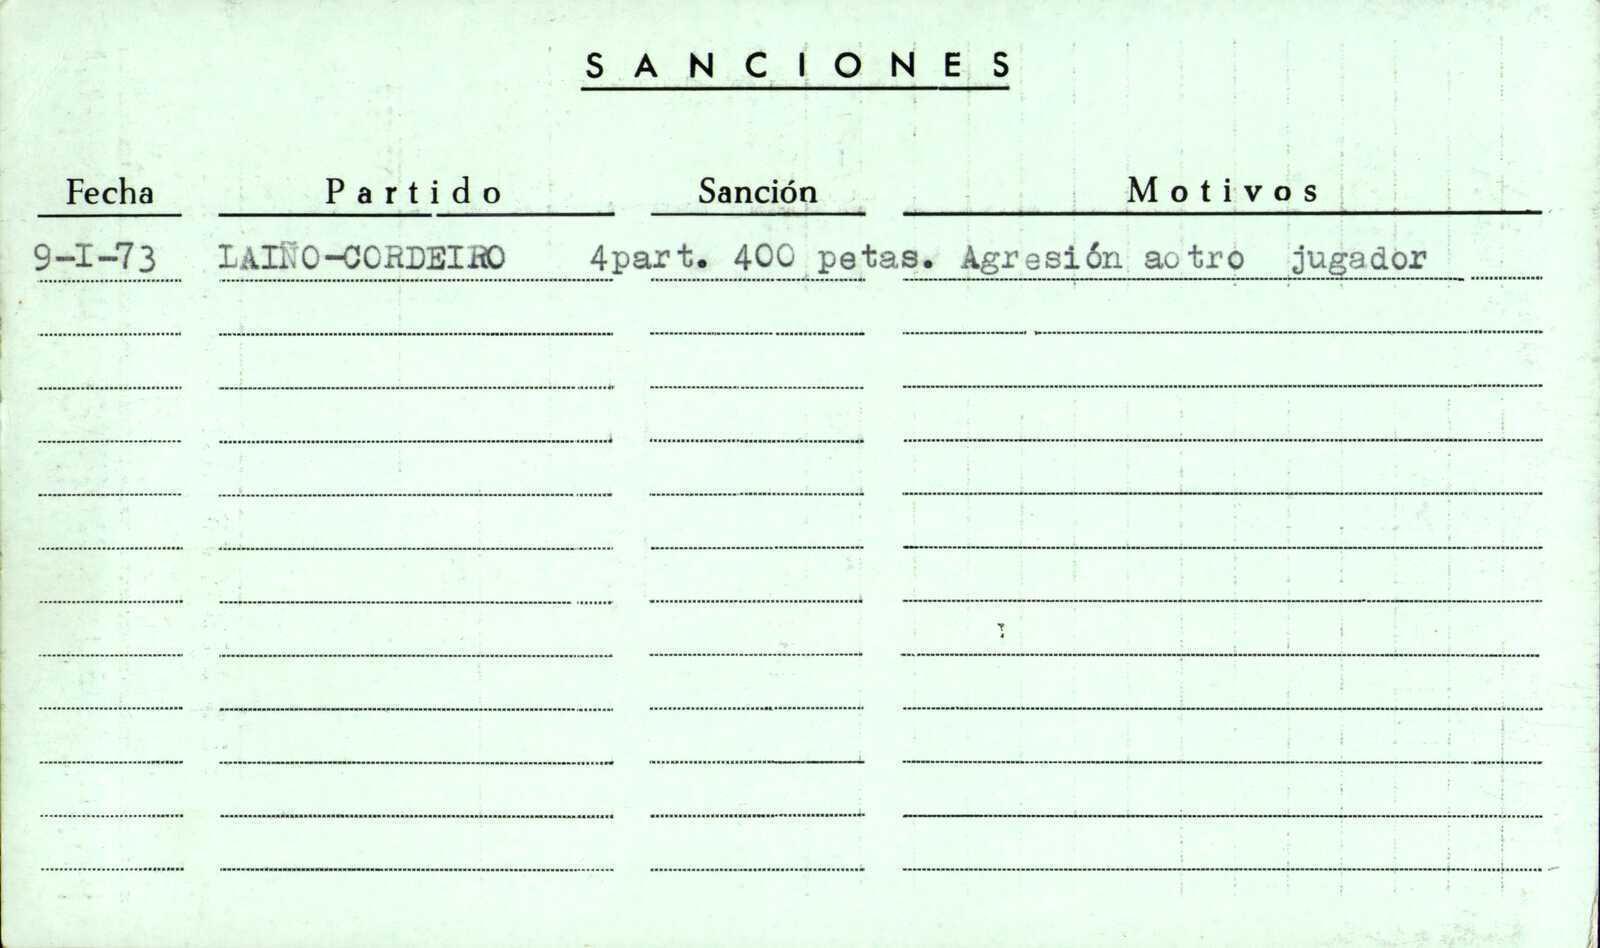 SANCIONES
Fecha Partido Sanción Motivos
9-I-73 LAIÑO-CORDEIRO 4part. 400 petas. Agresión aotro jugador